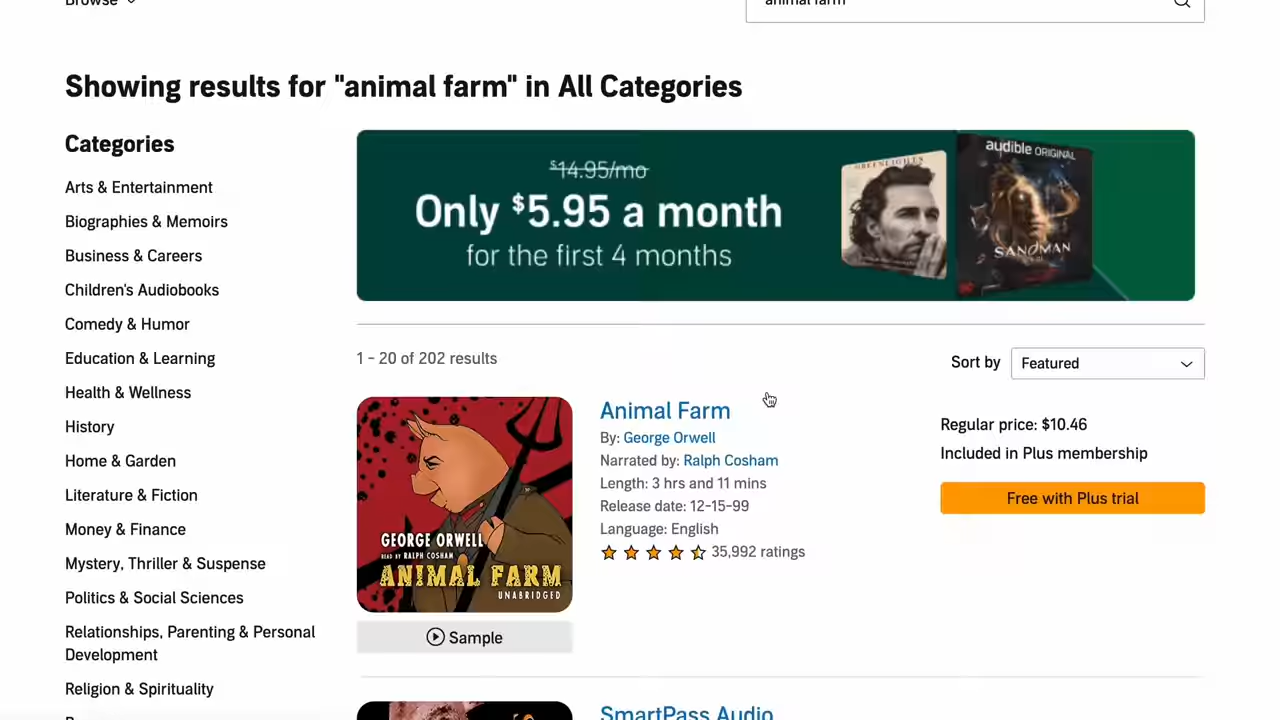 Browse
animal farm
Showing results for "animal farm" in All Categories
Categories
Arts & Entertainment
Biographies & Memoirs
Business & Careers
Children's Audiobooks
Comedy & Humor
Education & Learning
Health & Wellness
History
Home & Garden
Literature & Fiction
Money & Finance
Mystery, Thriller & Suspense
Politics & Social Sciences
Relationships, Parenting & Personal
Development
Religion & Spirituality
$14.95/mo
Only $5.95 a month
for the first 4 months
GREENLIGHTS
audible ORIGINAL
SANDMAN
1 - 20 of 202 results
Sort by
Featured
GEORGE ORWELL
READ BY RALPH COSHAM
ANIMAL FARM
UNABRIDGED
Sample
Animal Farm
By: George Orwell
Narrated by: Ralph Cosham
Length: 3 hrs and 11 mins
Release date: 12-15-99
Language: English
35,992 ratings
Regular price: $10.46
Included in Plus membership
Free with Plus trial
SmartPass Audio